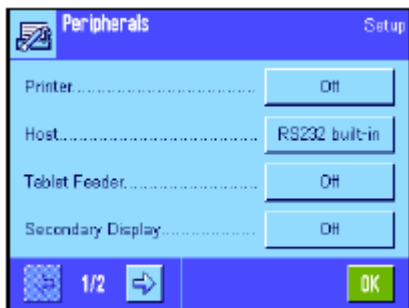 Peripherals
Setup
Printer................................. Off
Host.................................... RS232 built-in
Tablet Feeder........................ Off
Secondary Display................. Off
1/2
OK